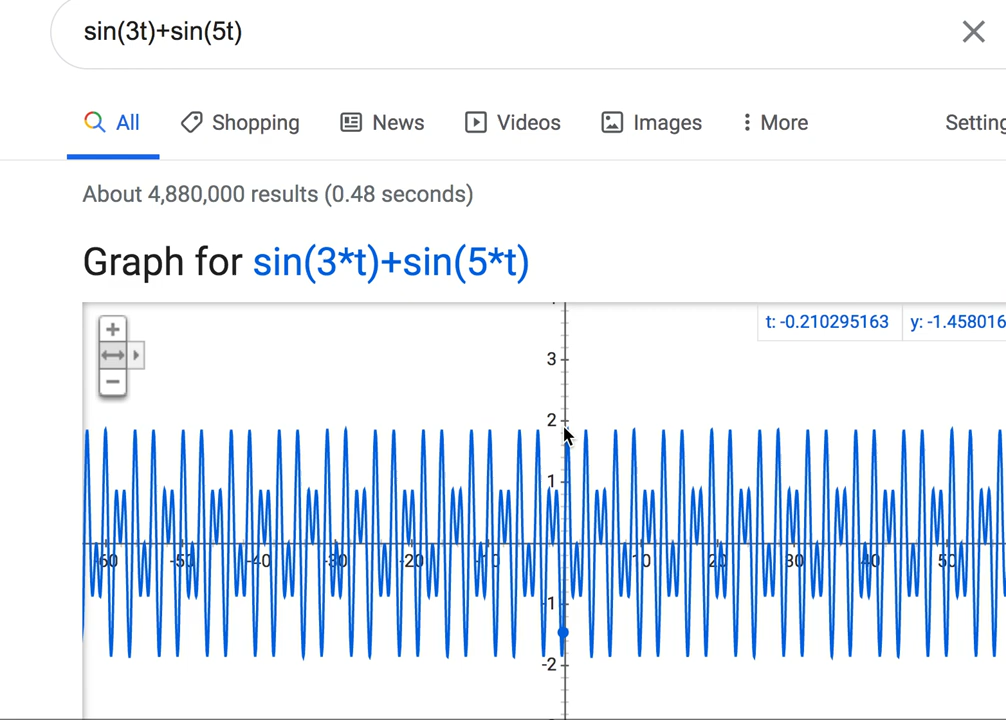 sin(3t)+sin(5t)
All Shopping News Videos Images More
About 4,880,000 results (0.48 seconds)
Graph for sin(3*t)+sin(5*t)
t: -0.210295163 y: -1.458016
3
2
1
-60 -50 -40 -30 -20 -10 10 20 30 40 50
-1
-2